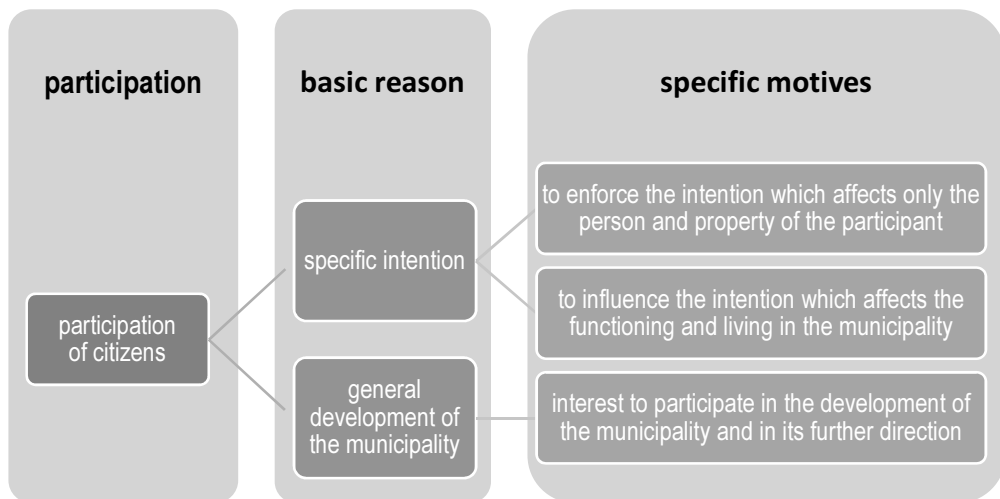 participation
basic reason
specific motives
participation
of citizens
specific intention
general
development of
the municipality
to enforce the intention which affects only the
person and property of the participant
to influence the intention which affects the
functioning and living in the municipality
interest to participate in the development of
the municipality and in its further direction